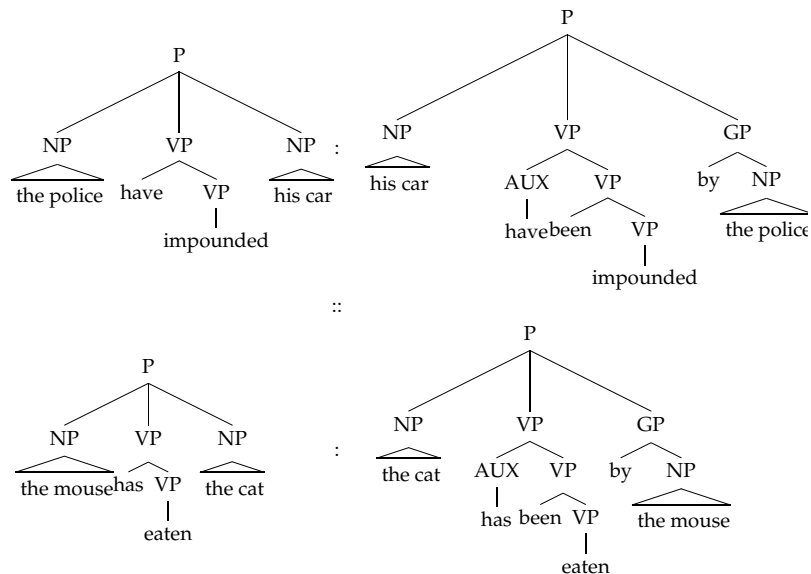 P
P
NP VP NP : NP VP GP
the police have VP his car his car AUX VP by NP
impounded have been VP the police
impounded
::
P
P
NP VP NP : NP VP GP
the mouse has VP the cat the cat AUX VP by NP
eaten has been VP the mouse
eaten